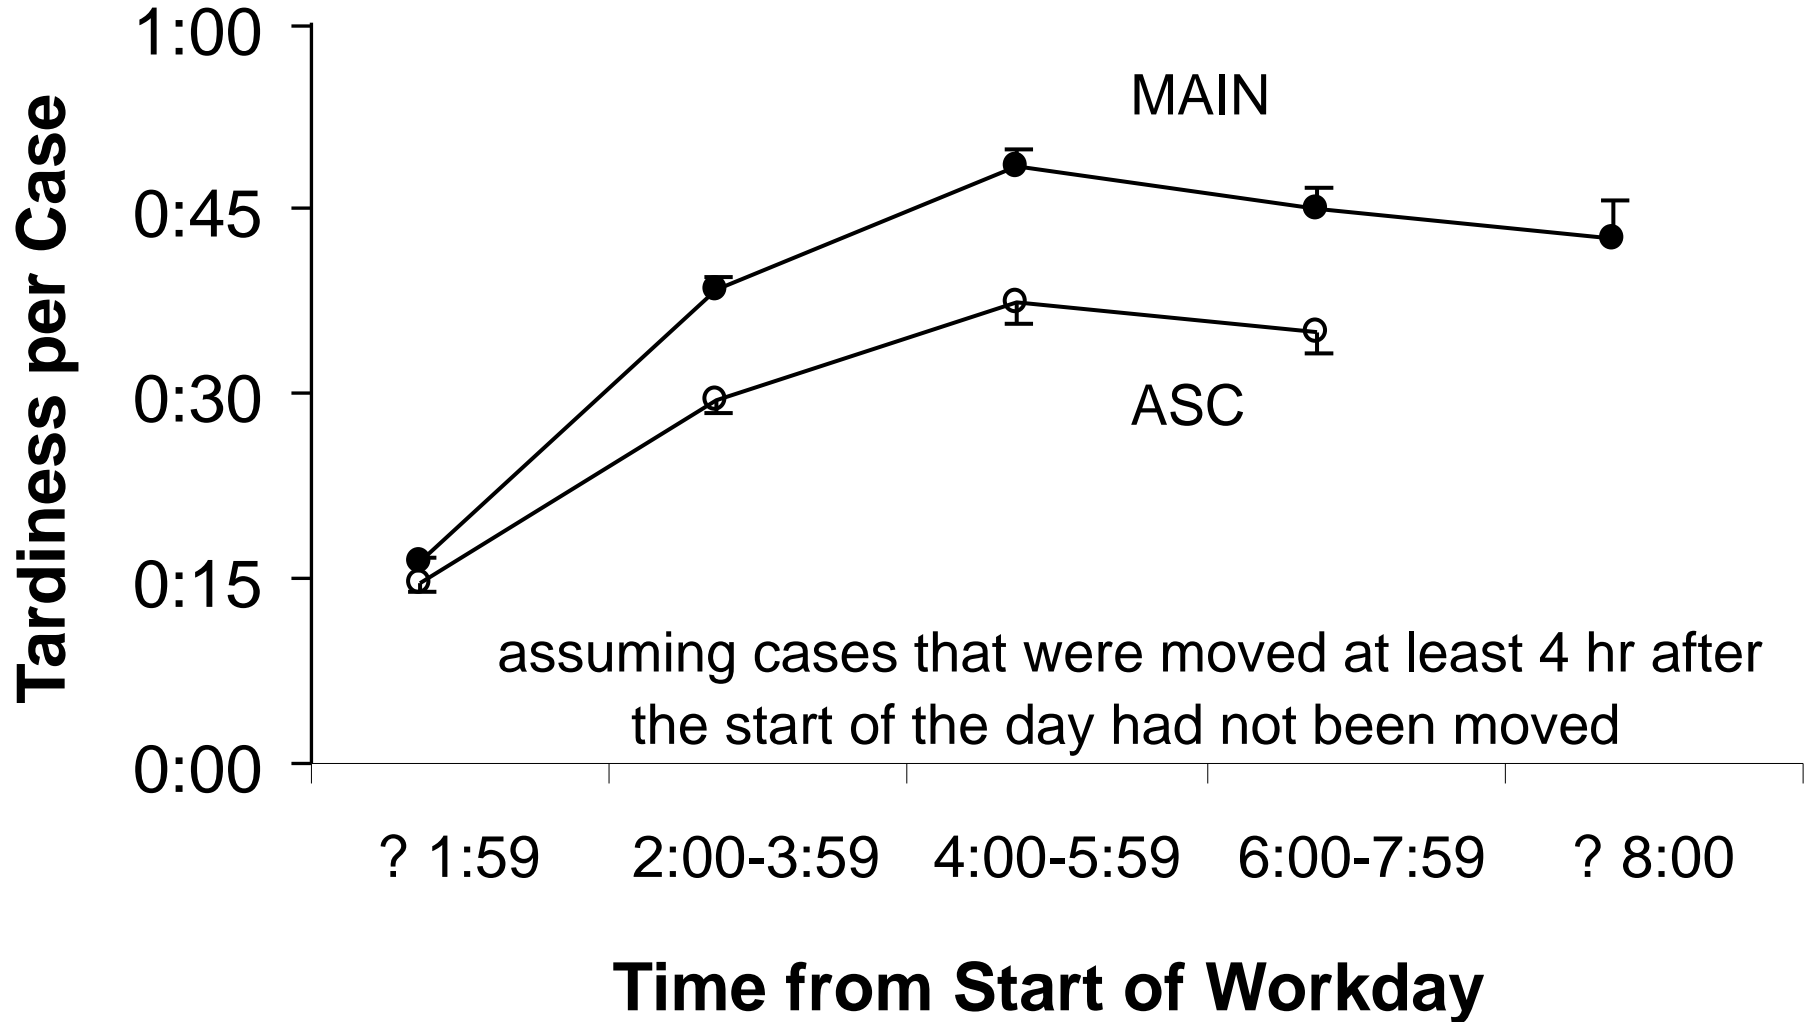 1:00
MAIN
0:45
0:30
ASC
0:15
assuming cases that were moved at least 4 hr after
the start of the day had not been moved
0:00
? 1:59 2:00-3:59 4:00-5:59 6:00-7:59 ? 8:00
Time from Start of Workday
Tardiness per Case